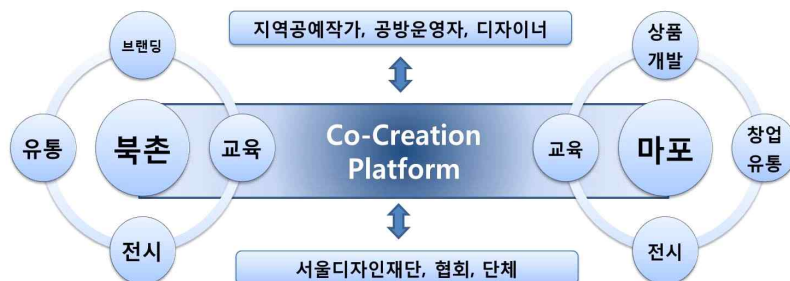 지역공예작가, 공방운영자, 디자이너
브랜딩
유통
북촌
교육
전시
Co-Creation
Platform
상품
개발
교육
마포
창업
유통
전시
서울디자인재단, 협회, 단체